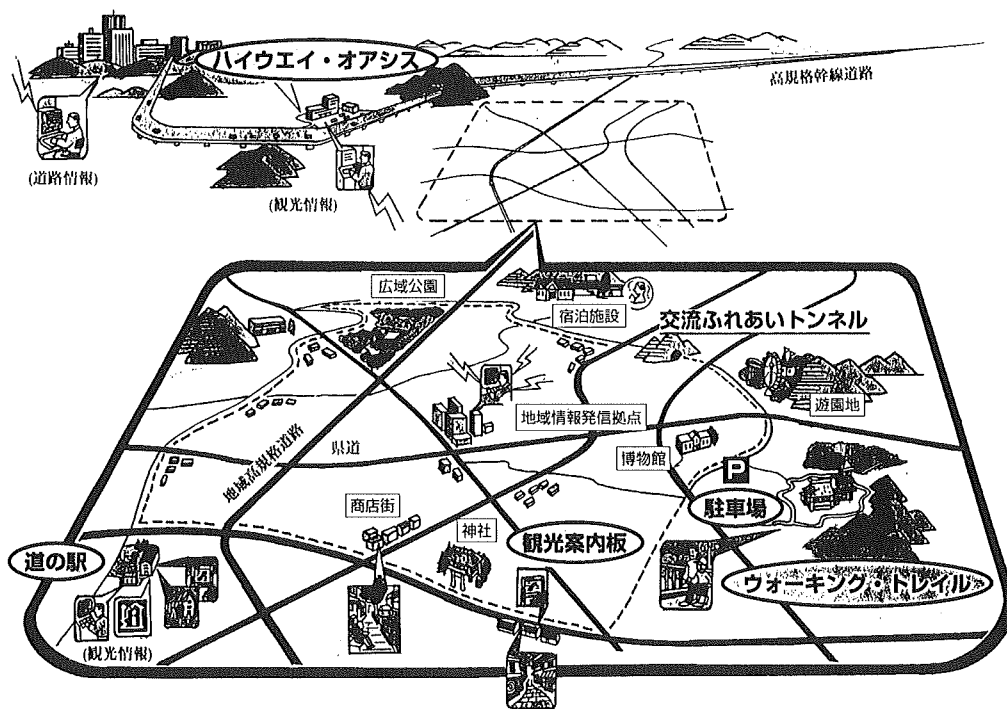 ハイウエイ・オアシス
高規格幹線道路
(道路情報)
(観光情報)
広域公園
宿泊施設
交流ふれあいトンネル
遊園地
地域情報発信拠点
地域高規格道路
県道
博物館
P
駐車場
商店街
神社
観光案内板
道の駅
ウォーキング・トレイル
(観光情報)